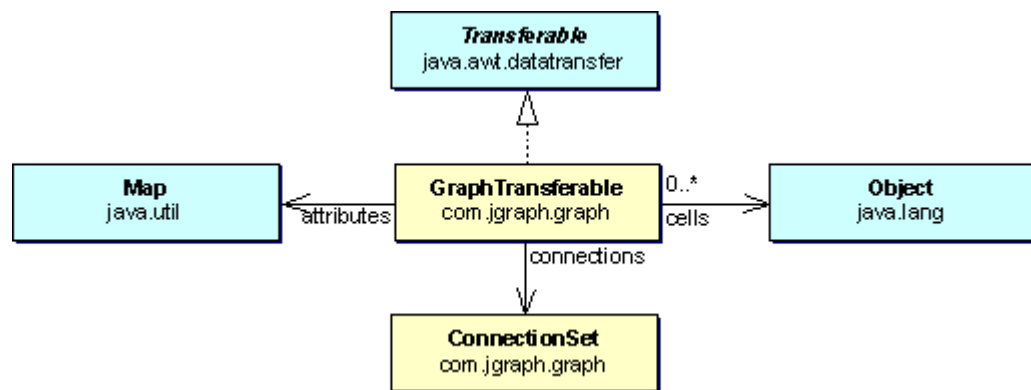 Transferable
java.awt.datatransfer
Map
java.util
attributes
GraphTransferable
com.jgraph.graph
0..*
cells
Object
java.lang
connections
ConnectionSet
com.jgraph.graph